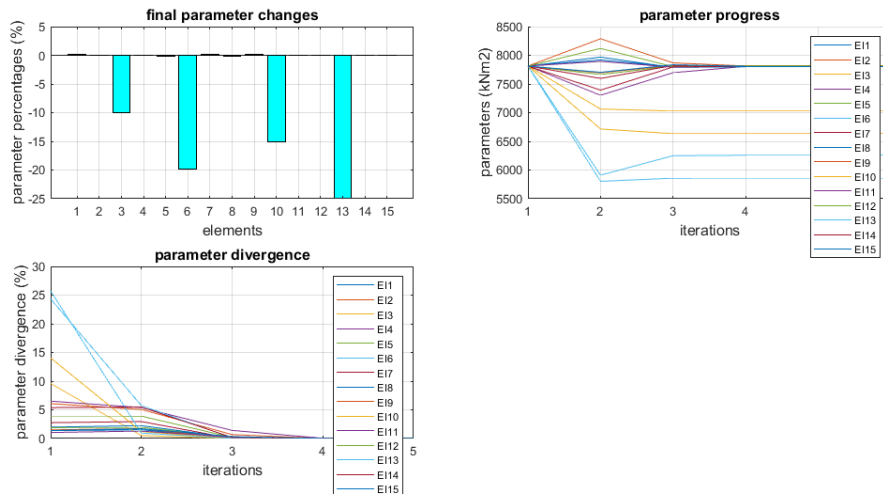 final parameter changes
parameter percentages (%)
5
0
-5
-10
-15
-20
-25
1 2 3 4 5 6 7 8 9 10 11 12 13 14 15
elements
parameter progress
parameters (kNm2)
8500
8000
7500
7000
6500
6000
5500
1 2 3 4
iterations
EI1
EI2
EI3
EI4
EI5
EI6
EI7
EI8
EI9
EI10
EI11
EI12
EI13
EI14
EI15
parameter divergence
parameter divergence (%)
30
25
20
15
10
5
0
1 2 3 4 5
iterations
EI1
EI2
EI3
EI4
EI5
EI6
EI7
EI8
EI9
EI10
EI11
EI12
EI13
EI14
EI15